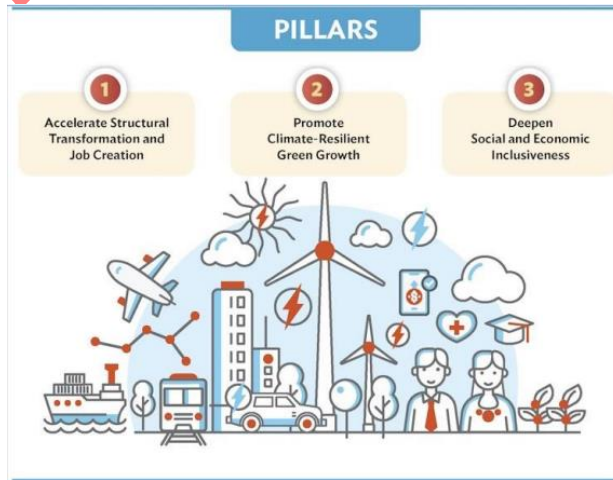 PILLARS
1
Accelerate Structural
Transformation and
Job Creation
2
Promote
Climate-Resilient
Green Growth
3
Deepen
Social and Economic
Inclusiveness